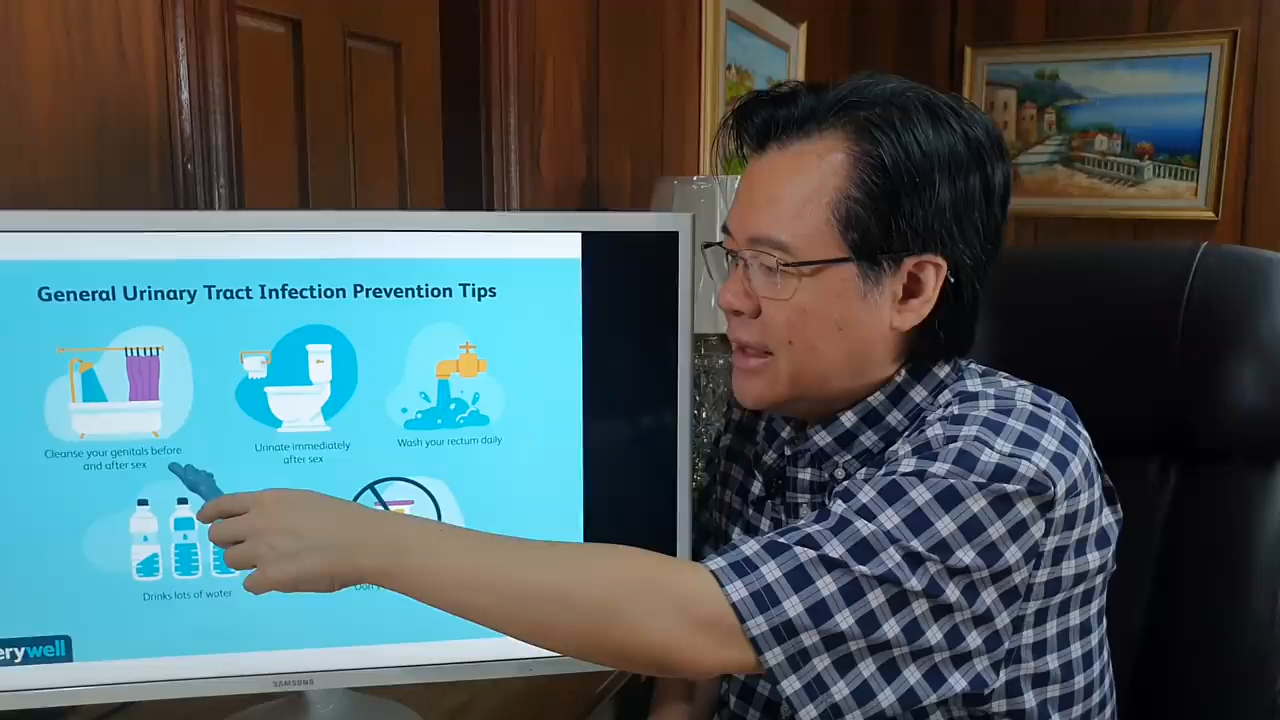 General Urinary Tract Infection Prevention Tips
Cleanse your genitals before
and after sex
Urinate immediately
after sex
Wash your rectum daily
Drinks lots of water
erywell
SAMSUNG